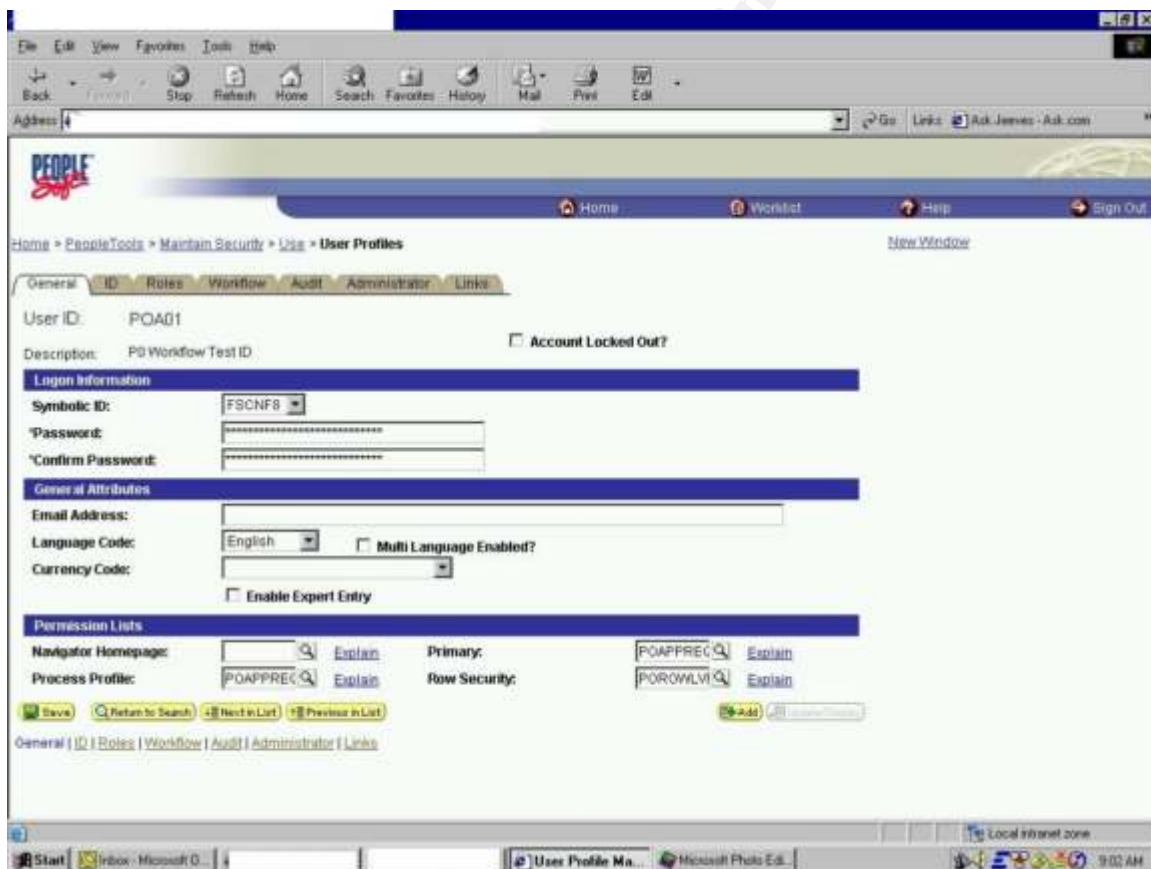 File Edit View Favorites Tools Help
Back Forward Stop Refresh Home Search Favorites History Mail Print Edit
Address Go Links Ask Jeeves - Ask.com
PEOPLE Soft
Home Worklist Help Sign Out
Home > PeopleTools > Maintain Security > Use > User Profiles New Window
General ID Roles Workflow Audit Administrator Links
User ID: POA01
Account Locked Out?
Description: PO Workflow Test ID
Logon Information
Symbolic ID: FSCNF8
*Password: ****************************
*Confirm Password: ****************************
General Attributes
Email Address:
Language Code: English Multi Language Enabled?
Currency Code:
Enable Expert Entry
Permission Lists
Navigator Homepage: Explain Primary: POAPPREQ Explain
Process Profile: POAPPREQ Explain Row Security: POROWLVL Explain
Save Return to Search Next in List Previous in List Add
General | ID | Roles | Workflow | Audit | Administrator | Links
Local intranet zone
Start Inbox - Microsoft O... User Profile Ma... Microsoft Photo Edi... 9:02 AM